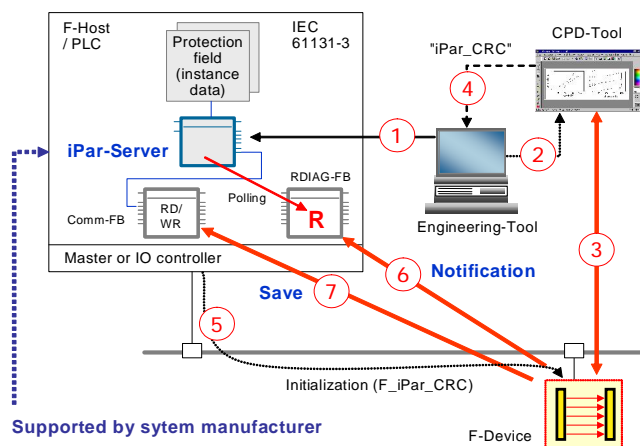 F-Host
/ PLC
IEC
61131-3
Protection
field
(instance
data)
CPD-Tool
"iPar_CRC"
4
1
2
iPar-Server
Engineering-Tool
Polling
RDIAG-FB
Comm-FB
RD/
WR
R
3
Master or IO controller
6
Notification
7
Save
5
Initialization (F_iPar_CRC)
Supported by sytem manufacturer
F-Device